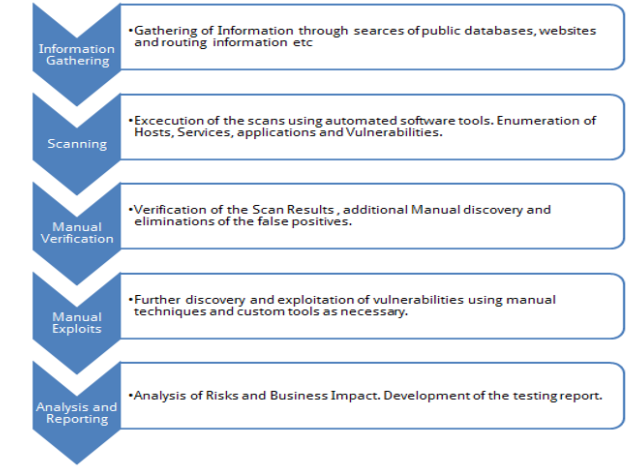 Information
Gathering
•Gathering of Information through searces of public databases, websites
and routing information etc
Scanning
•Excecution of the scans using automated software tools. Enumeration of
Hosts, Services, applications and Vulnerabilities.
Manual
Verification
•Verification of the Scan Results , additional Manual discovery and
eliminations of the false positives.
Manual
Exploits
•Further discovery and exploitation of vulnerabilities using manual
techniques and custom tools as necessary.
Analysis and
Reporting
•Analysis of Risks and Business Impact. Development of the testing report.